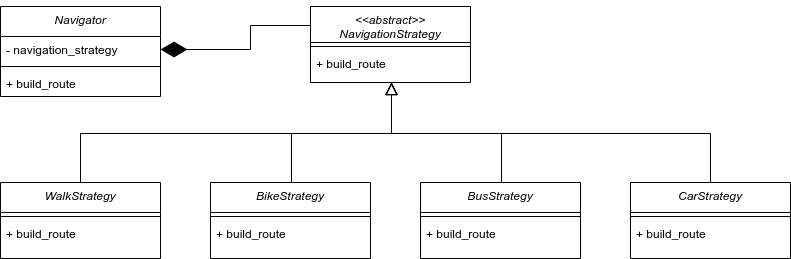 Navigator
- navigation_strategy
+ build_route
<<abstract>>
NavigationStrategy
+ build_route
WalkStrategy
+ build_route
BikeStrategy
+ build_route
BusStrategy
+ build_route
CarStrategy
+ build_route